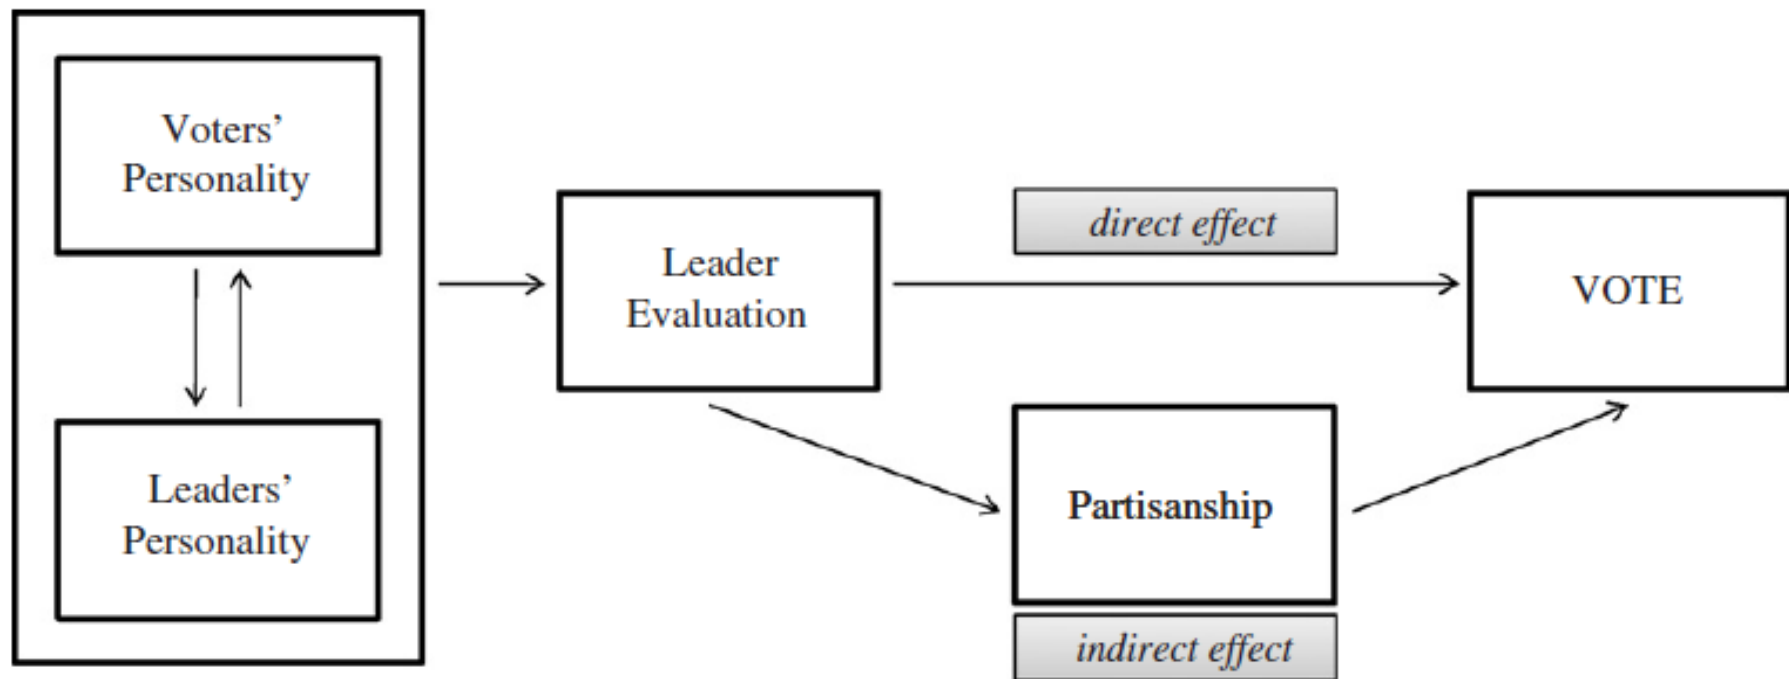 Voters’
Personality
Leaders’
Personality
Leader
Evaluation
direct effect
Partisanship
indirect effect
VOTE